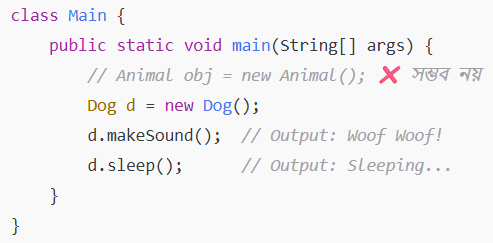 class Main {
    public static void main(String[] args) {
        // Animal obj = new Animal(); ❌ সম্ভব নয়
        Dog d = new Dog();
        d.makeSound();  // Output: Woof Woof!
        d.sleep();      // Output: Sleeping...
    }
}